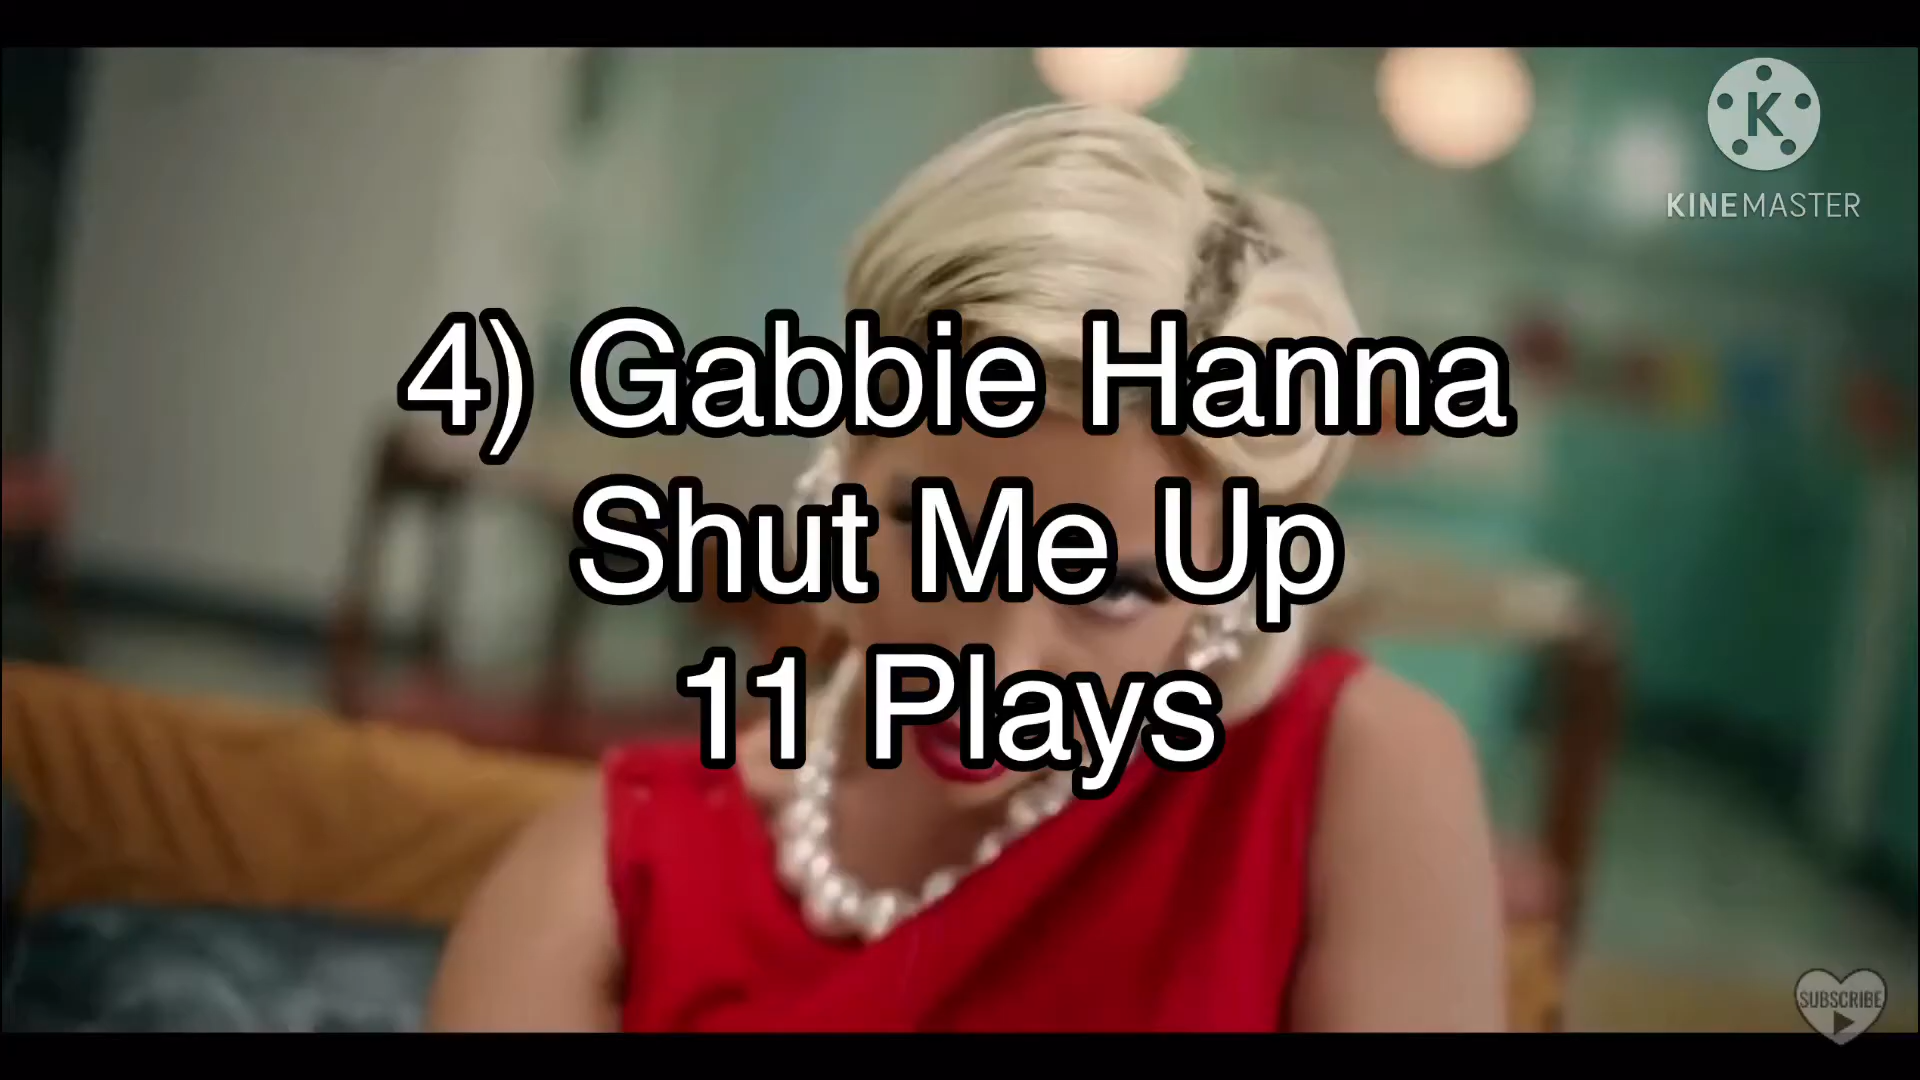 K
KINEMASTER
4) Gabbie Hanna
Shut Me Up
11 Plays
SUBSCRIBE